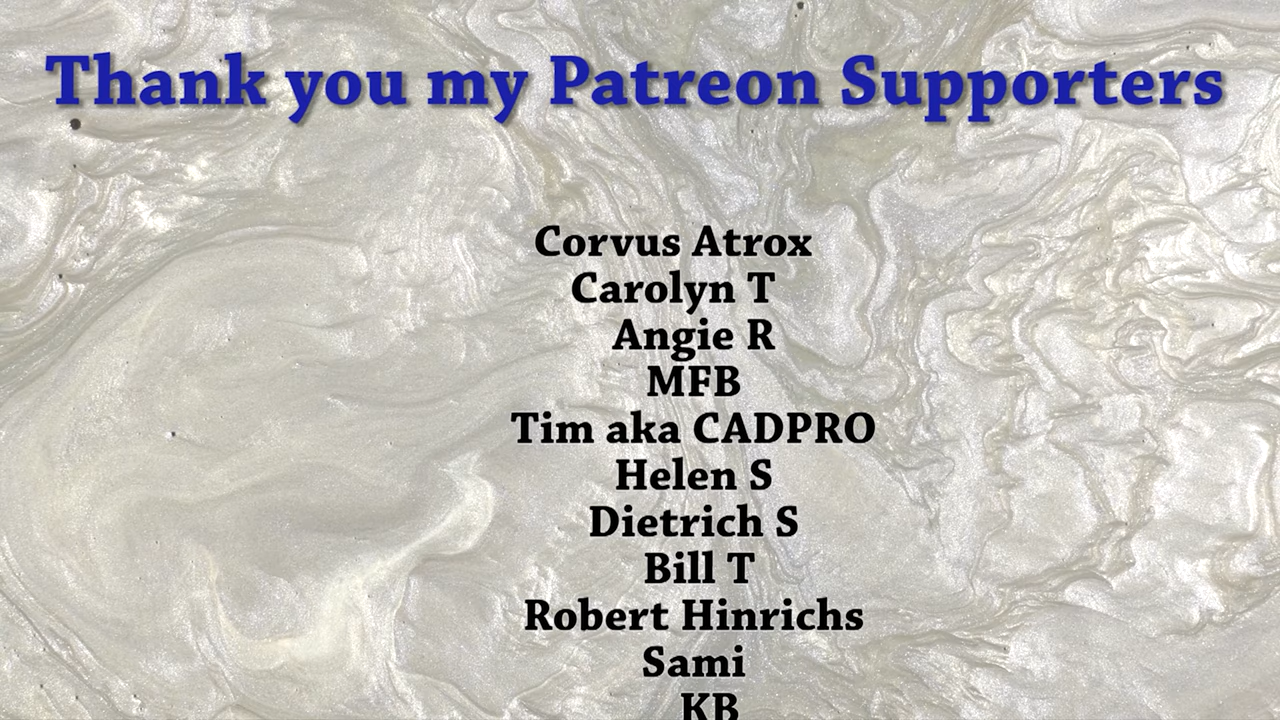 Thank you my Patreon Supporters
Corvus Atrox
Carolyn T
Angie R
MFB
Tim aka CADPRO
Helen S
Dietrich S
Bill T
Robert Hinrichs
Sami
KB